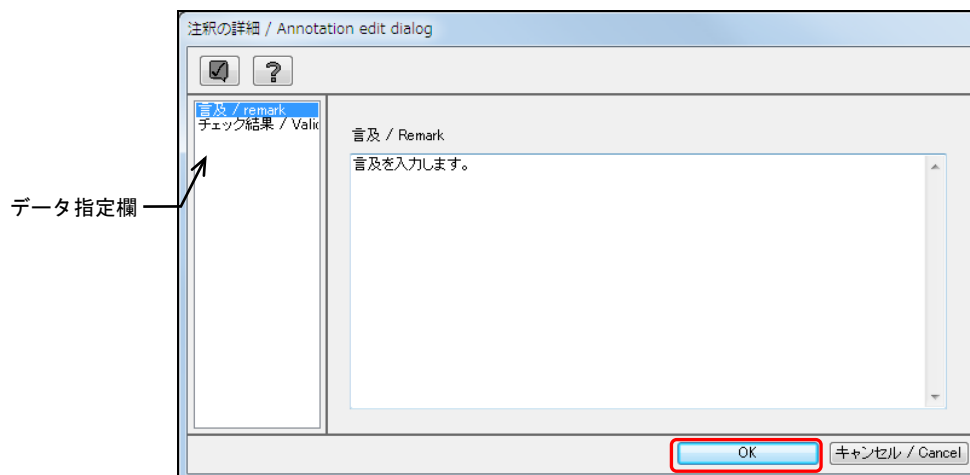 注釈の詳細 / Annotation edit dialog
言及 / remark
チェック結果 / Valid
言及 / Remark
言及を入力します。
データ指定欄
OK
キャンセル / Cancel